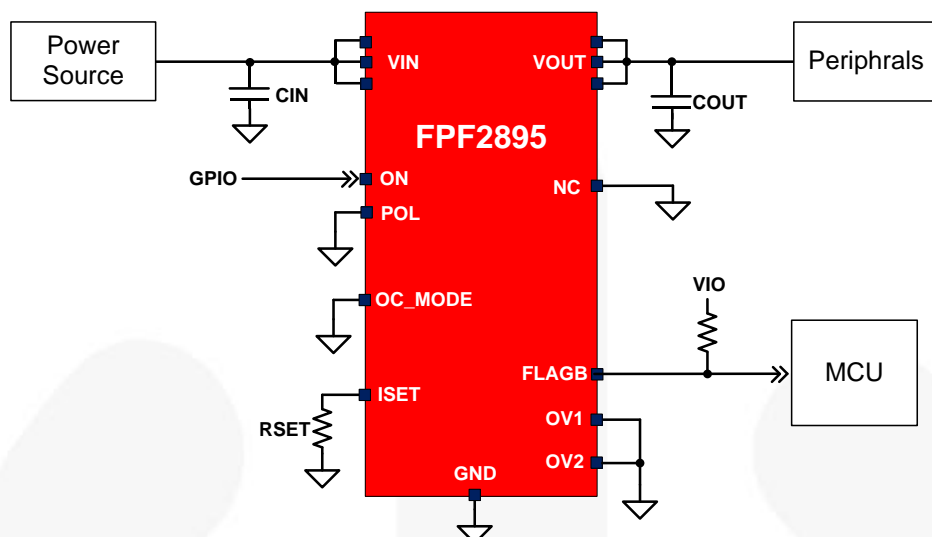 Power
Source
VIN
VOUT
Periphrals
CIN
COUT
FPF2895
GPIO
ON
NC
POL
VIO
OC_MODE
FLAGB
MCU
ISET
RSET
OV1
OV2
GND